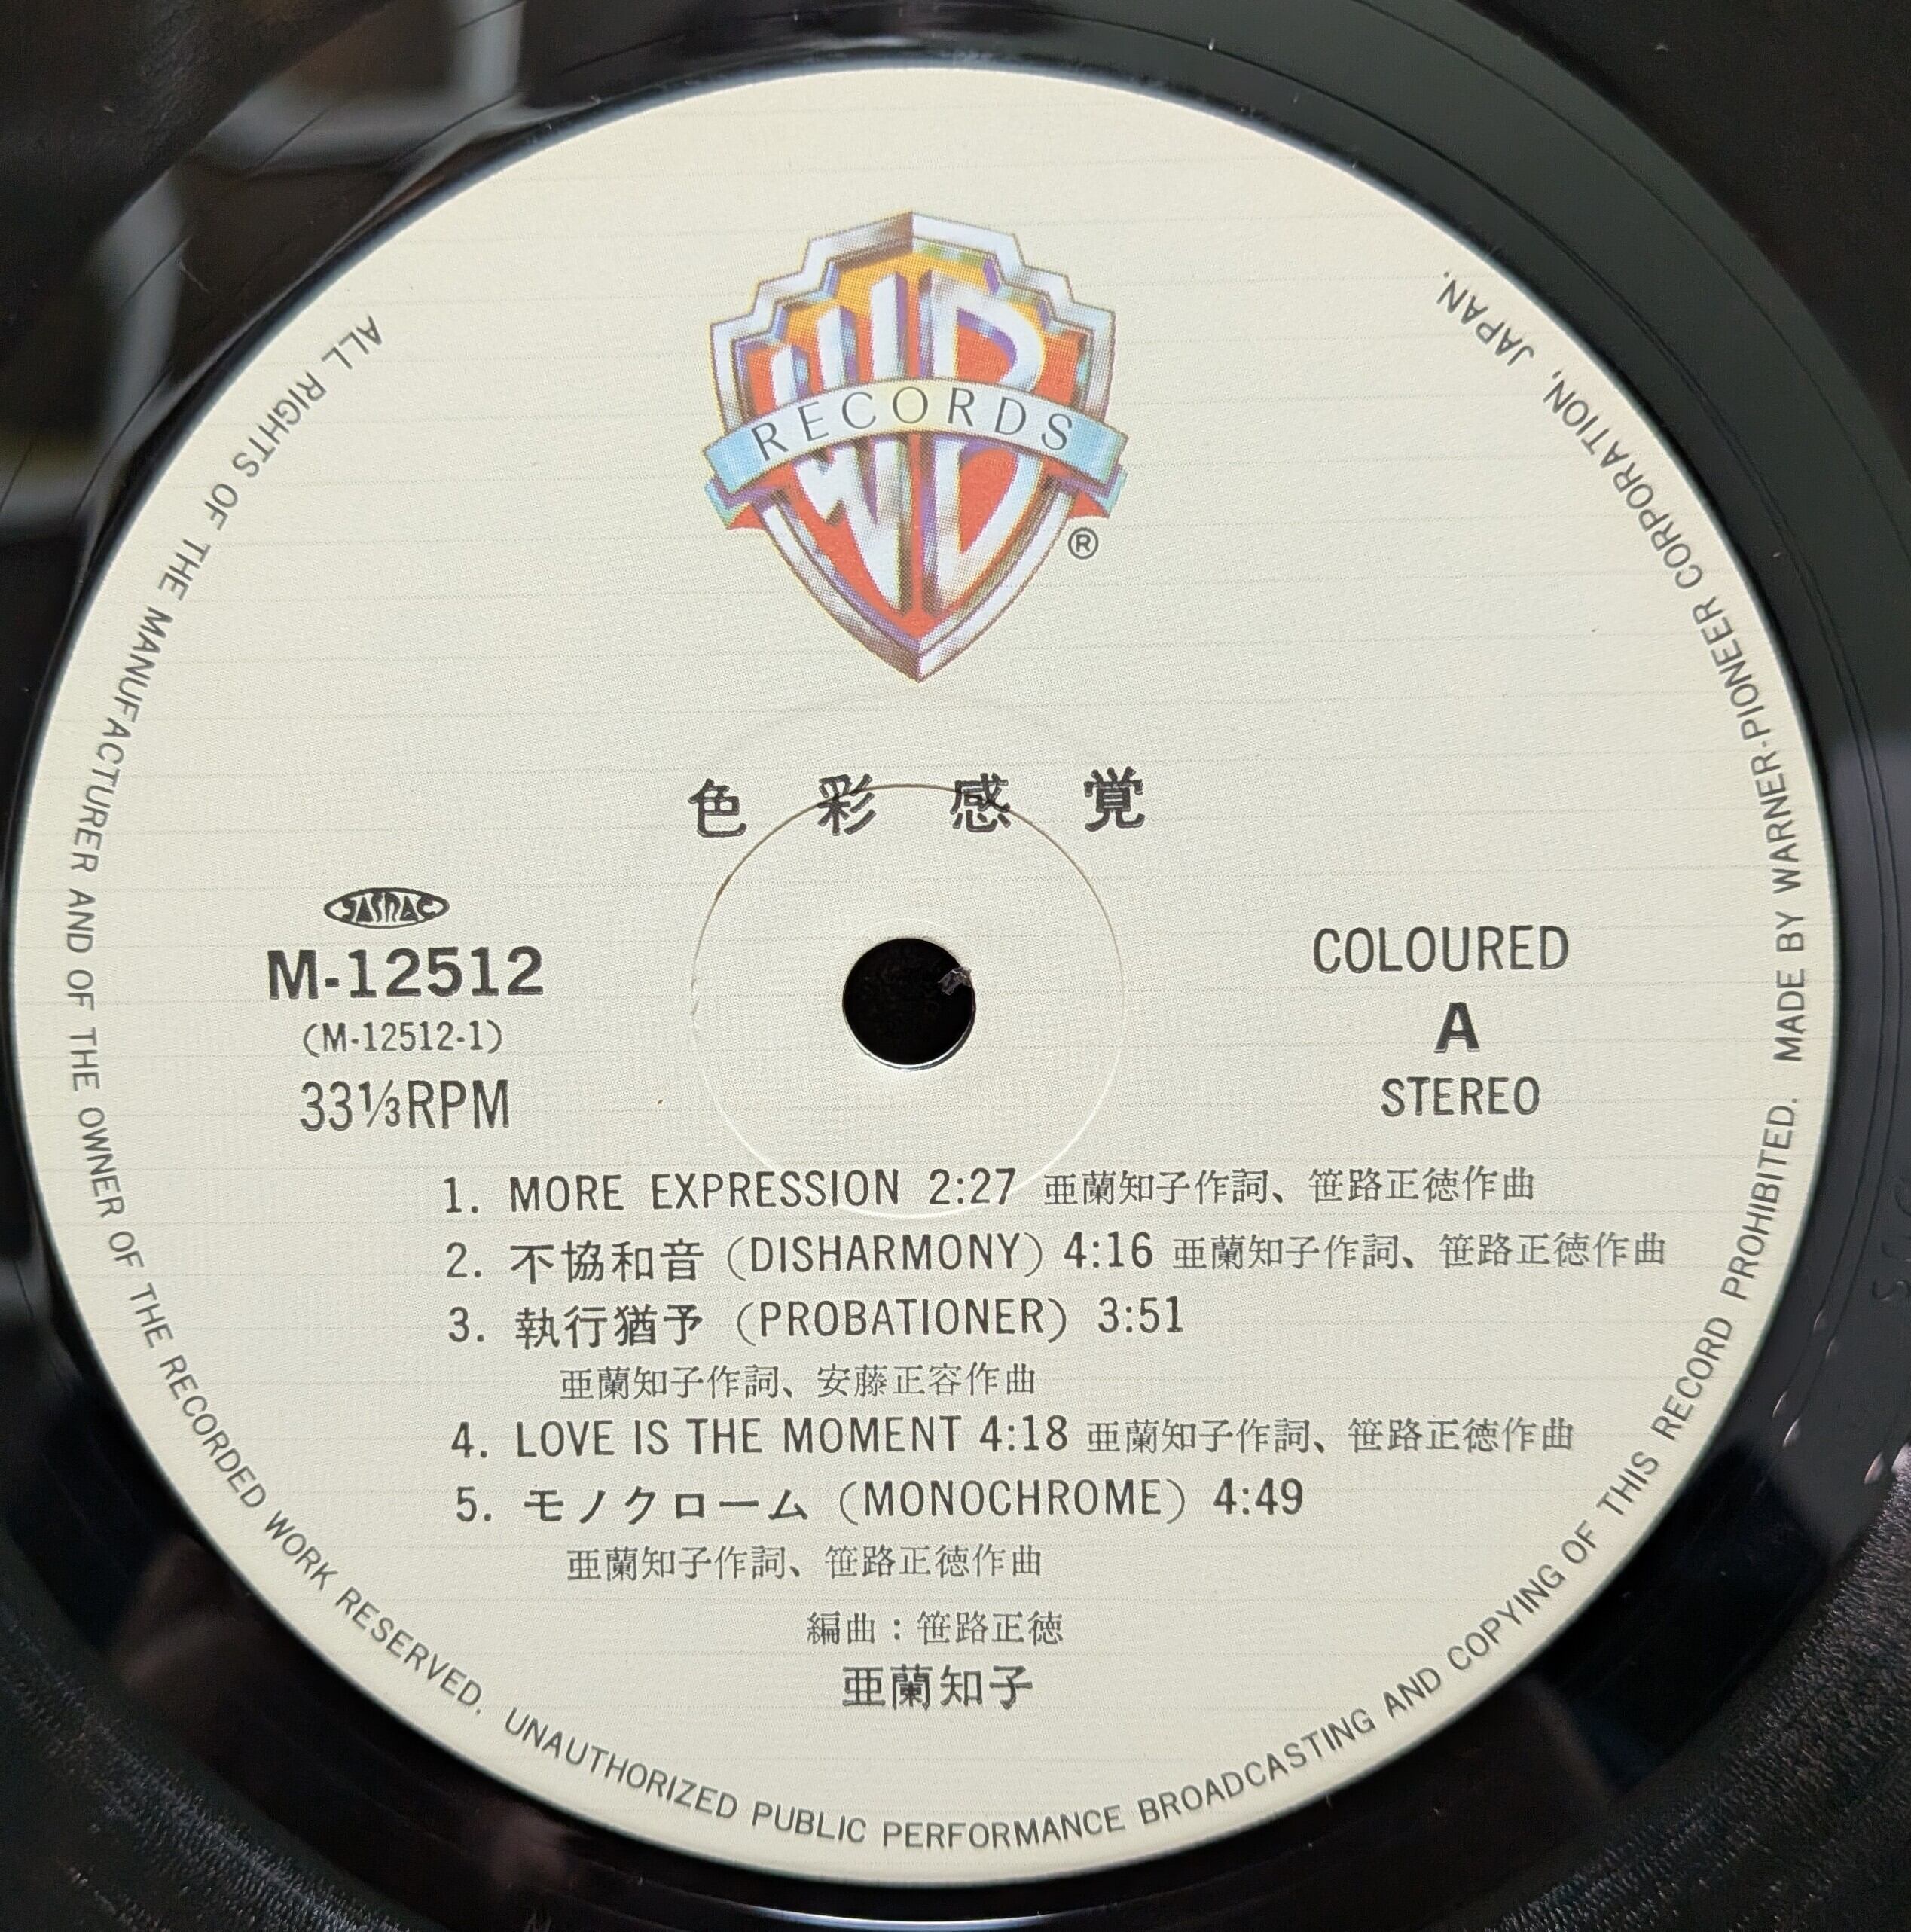 WB
RECORDS
®
色彩感覚
JASRAC
M-12512
(M-12512-1)
33⅓RPM
COLOURED
A
STEREO
1. MORE EXPRESSION 2:27 亜蘭知子作詞、笹路正徳作曲
2. 不協和音 (DISHARMONY) 4:16 亜蘭知子作詞、笹路正徳作曲
3. 執行猶予 (PROBATIONER) 3:51
亜蘭知子作詞、安藤正容作曲
4. LOVE IS THE MOMENT 4:18 亜蘭知子作詞、笹路正徳作曲
5. モノクローム (MONOCHROME) 4:49
亜蘭知子作詞、笹路正徳作曲
編曲：笹路正徳
亜蘭知子
ALL RIGHTS OF THE MANUFACTURER AND OF THE OWNER OF THE RECORDED WORK RESERVED. UNAUTHORIZED PUBLIC PERFORMANCE BROADCASTING AND COPYING OF THIS RECORD PROHIBITED. MADE BY WARNER-PIONEER CORPORATION, JAPAN.